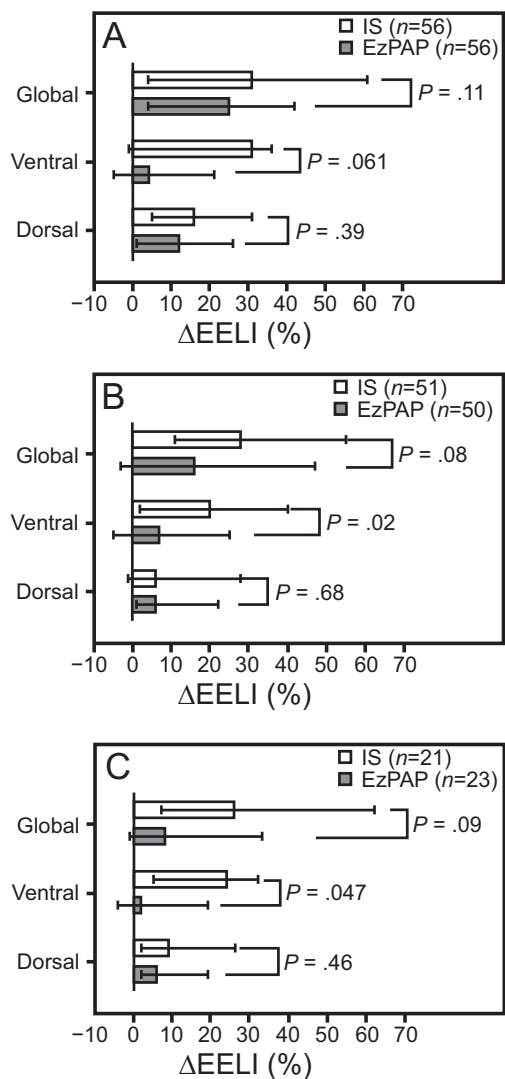 A
IS (n=56)
EzPAP (n=56)
Global
P = .11
Ventral
P = .061
Dorsal
P = .39
−10 0 10 20 30 40 50 60 70
ΔEELI (%)
B
IS (n=51)
EzPAP (n=50)
Global
P = .08
Ventral
P = .02
Dorsal
P = .68
−10 0 10 20 30 40 50 60 70
ΔEELI (%)
C
IS (n=21)
EzPAP (n=23)
Global
P = .09
Ventral
P = .047
Dorsal
P = .46
−10 0 10 20 30 40 50 60 70
ΔEELI (%)